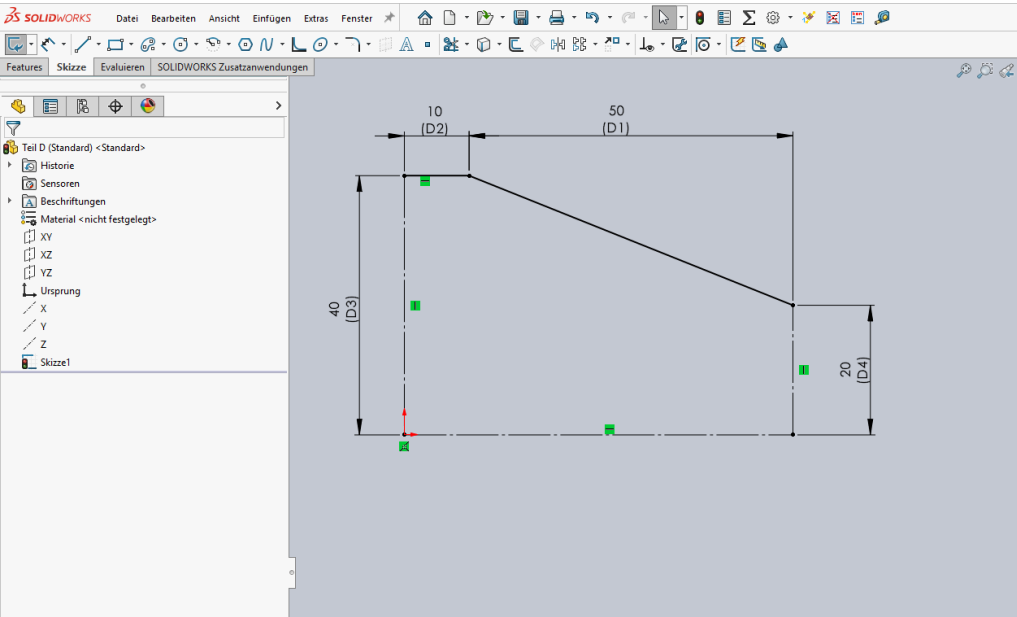 SOLIDWORKS Datei Bearbeiten Ansicht Einfügen Extras Fenster
Features Skizze Evaluieren SOLIDWORKS Zusatzanwendungen
Teil D (Standard) <Standard>
Historie
Sensoren
Beschriftungen
Material <nicht festgelegt>
XY
XZ
YZ
Ursprung
X
Y
Z
Skizze1
10
(D2)
50
(D1)
40
(D3)
20
(D4)